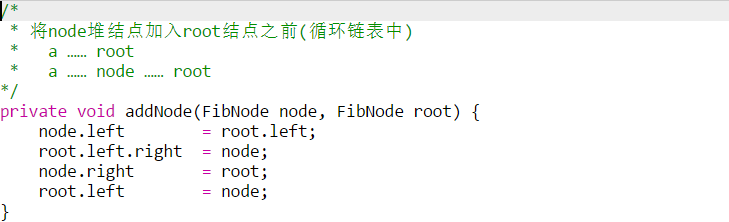 /*
 * 将node堆结点加入root结点之前(循环链表中)
 *   a …… root
 *   a …… node …… root
*/
private void addNode(FibNode node, FibNode root) {
    node.left        = root.left;
    root.left.right  = node;
    node.right       = root;
    root.left        = node;
}